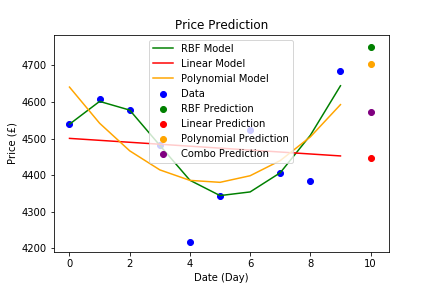 Price Prediction
RBF Model
Linear Model
Polynomial Model
Data
RBF Prediction
Linear Prediction
Polynomial Prediction
Combo Prediction
Price (£)
4700
4600
4500
4400
4300
4200
0 2 4 6 8 10
Date (Day)